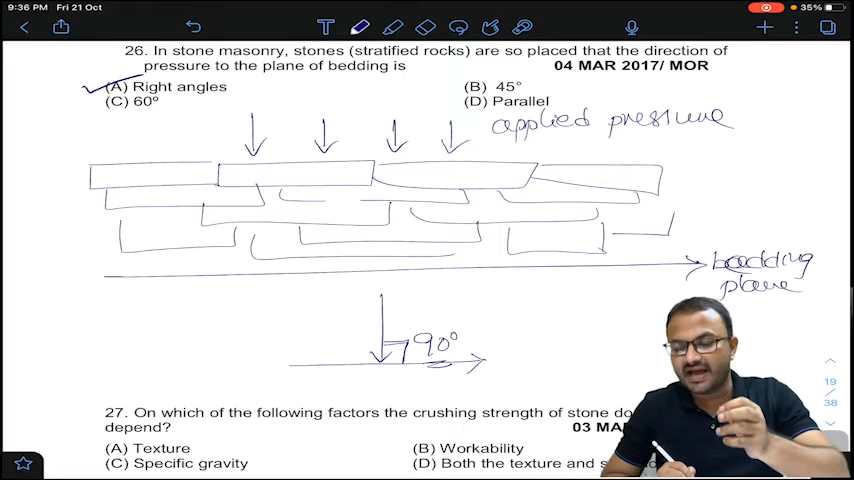 9:36 PM Fri 21 Oct
35%
26. In stone masonry, stones (stratified rocks) are so placed that the direction of
pressure to the plane of bedding is 04 MAR 2017/ MOR
(A) Right angles (B) 45°
(C) 60º (D) Parallel
applied pressure
beadding
plane
90°
19
/
38
27. On which of the following factors the crushing strength of stone do
depend? 03 MA
(A) Texture (B) Workability
(C) Specific gravity (D) Both the texture and s